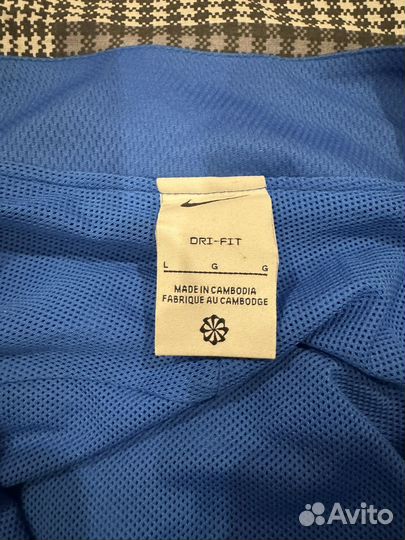 DRI-FIT
L G G
MADE IN CAMBODIA
FABRIQUE AU CAMBODGE
Avito